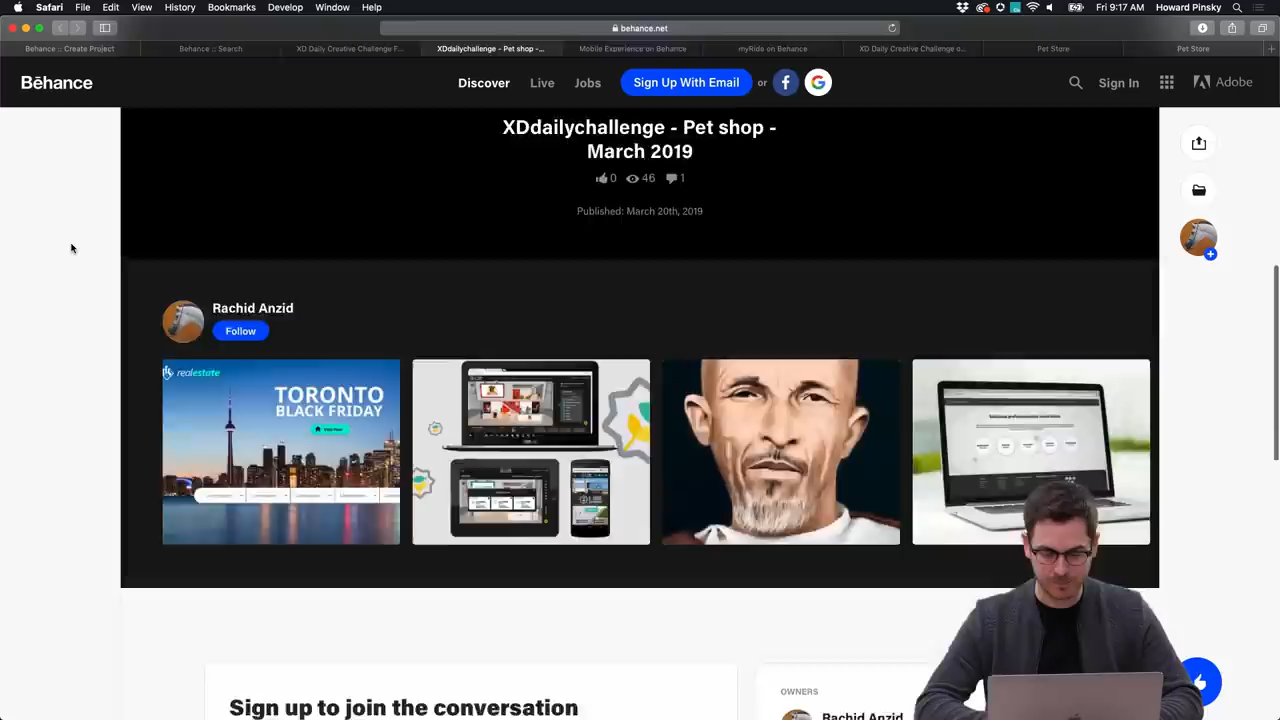 Safari File Edit View History Bookmarks Develop Window Help
Fri 9:17 AM Howard Pinsky
behance.net
Behance :: Create Project
Behance :: Search
XD Daily Creative Challenge F...
XDdailychallenge - Pet shop -...
Mobile Experience on Behance
myRide on Behance
XD Daily Creative Challenge o...
Pet Store
Pet Store
Bēhance
Discover Live Jobs Sign Up With Email or f G
Sign In Adobe
XDdailychallenge - Pet shop -
March 2019
0 46 1
Published: March 20th, 2019
Rachid Anzid
Follow
realestate
TORONTO
BLACK FRIDAY
Sign up to join the conversation
OWNERS
Rachid Anzid